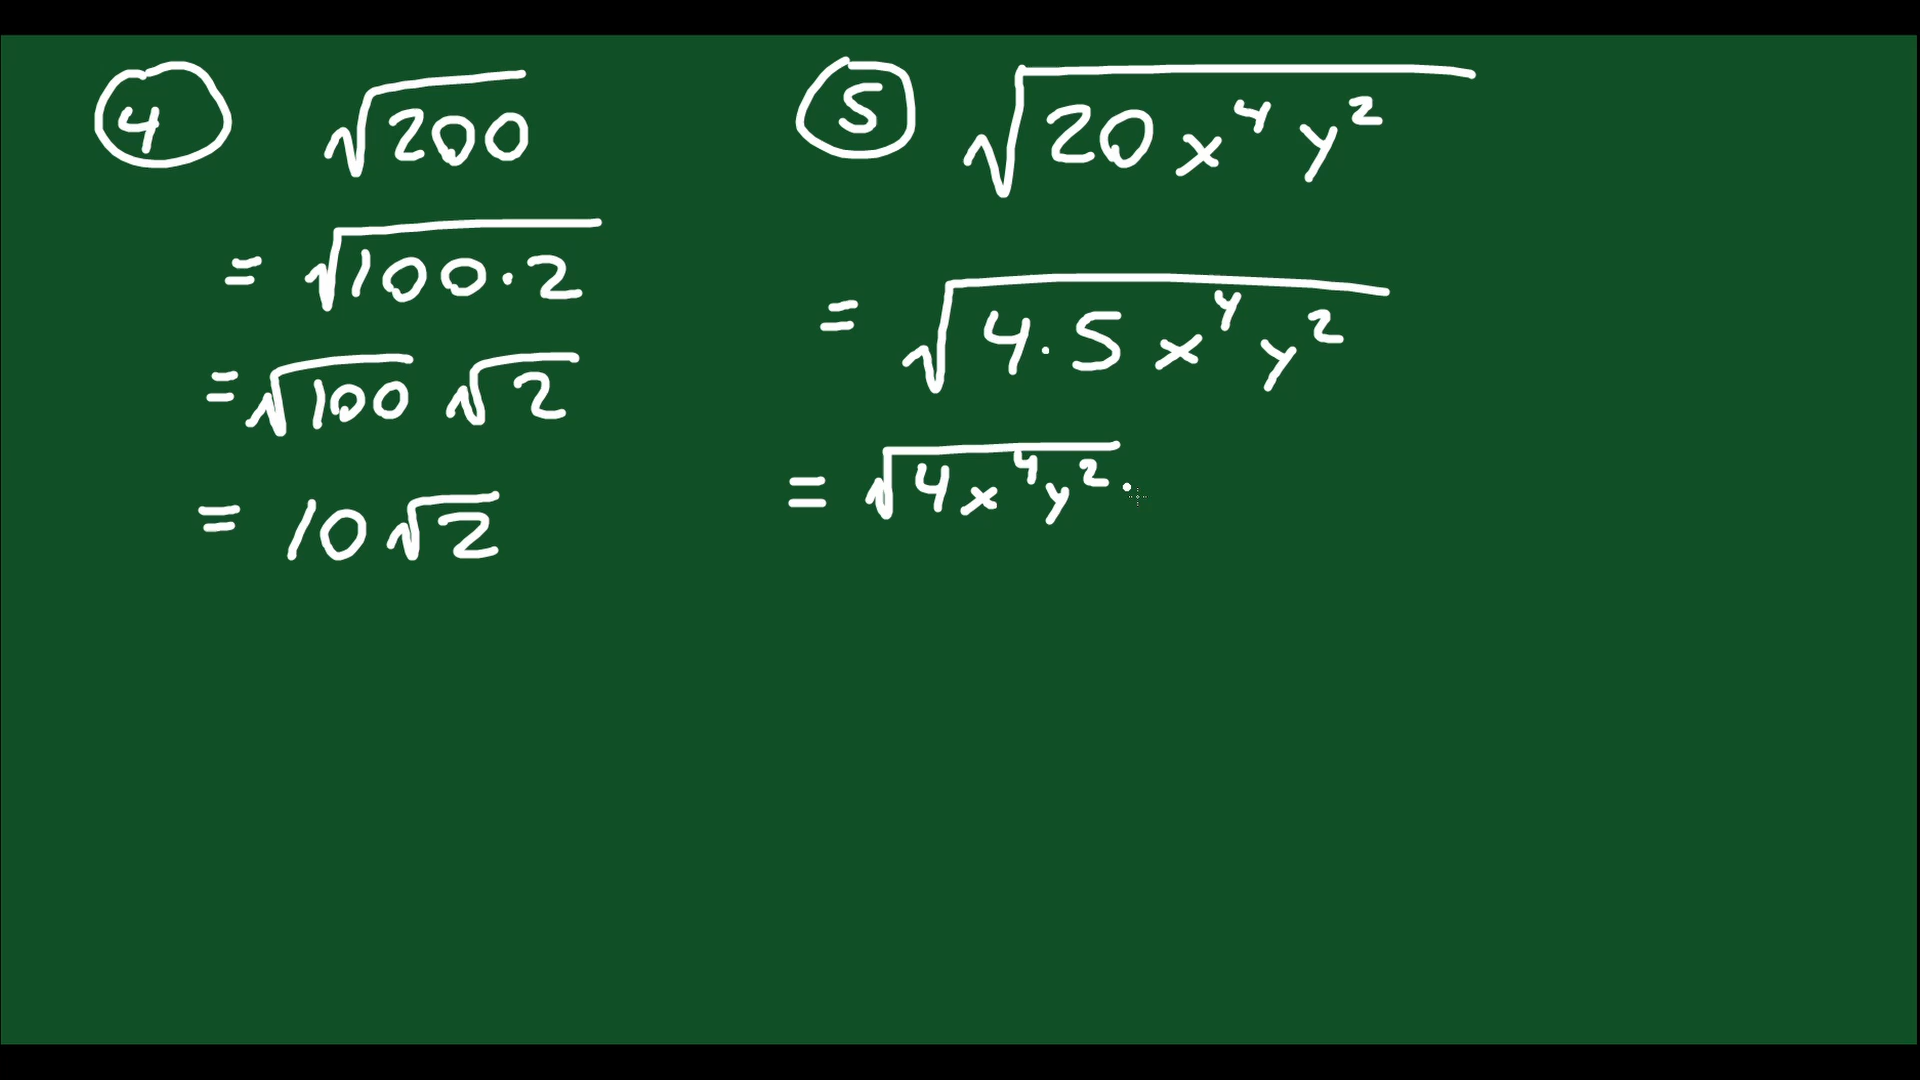 ④ √200
= √100·2
= √100 √2
= 10√2
⑤ √20x⁴y²
= √4·5x⁴y²
= √4x⁴y² ·